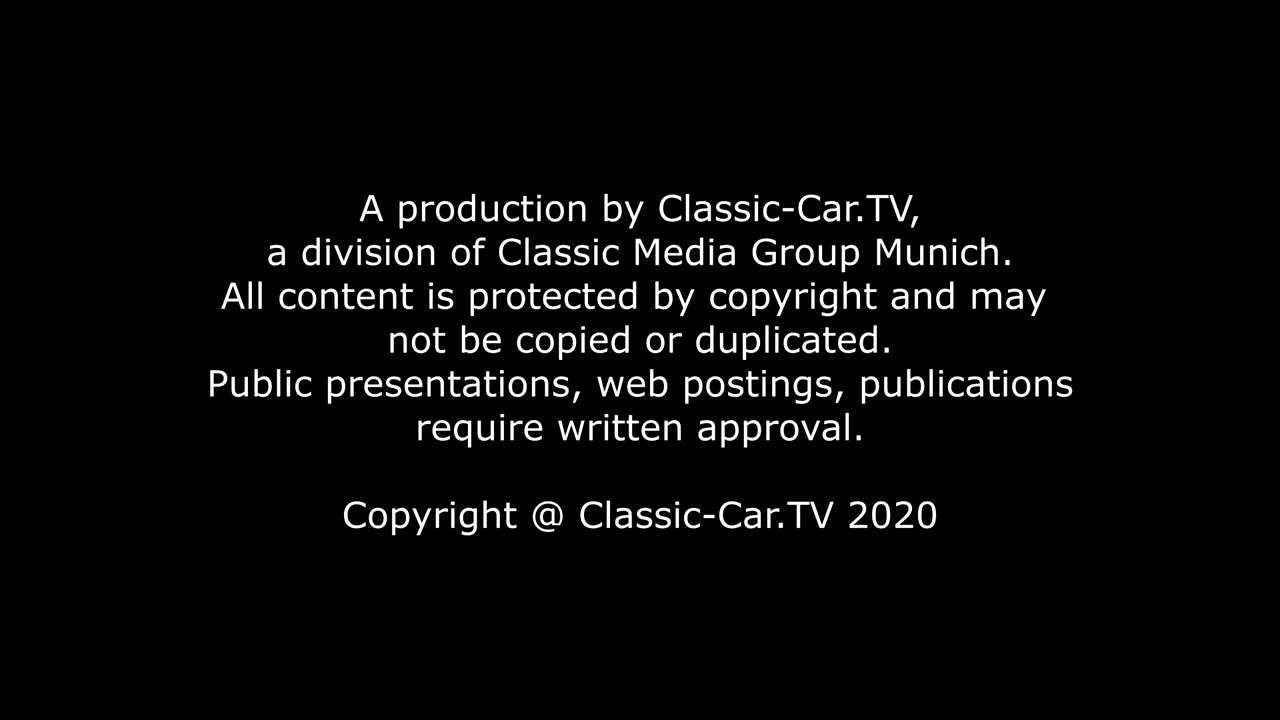 A production by Classic-Car.TV,
a division of Classic Media Group Munich.
All content is protected by copyright and may
not be copied or duplicated.
Public presentations, web postings, publications
require written approval.
Copyright @ Classic-Car.TV 2020